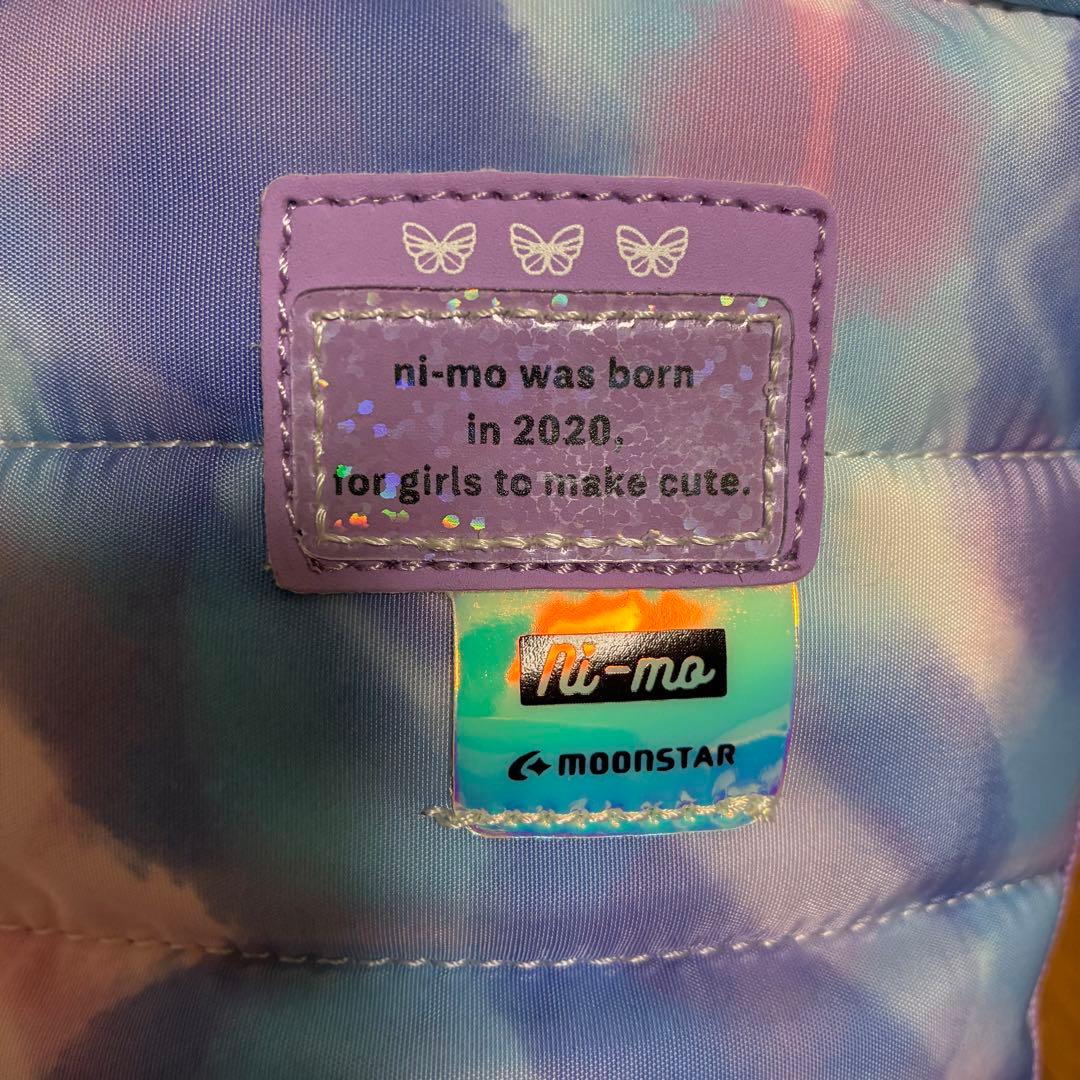 ni-mo was born
in 2020,
for girls to make cute.
Ni-mo
MOONSTAR